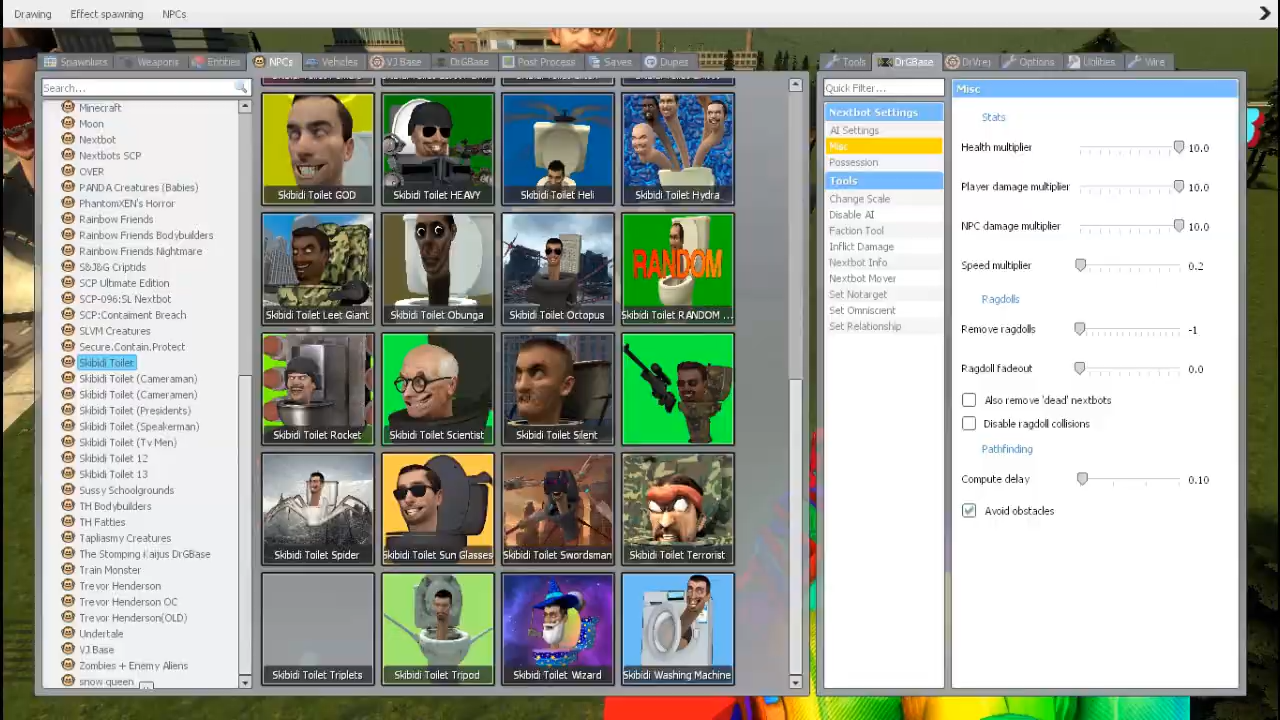 Drawing Effect spawning NPCs
Spawnlists Weapons Entities NPCs Vehicles VJ Base DrGBase Post Process Saves Dupes
Search...
Minecraft
Moon
Nextbot
Nextbots SCP
OVER
PANDA Creatures (Babies)
PhantomXEN's Horror
Rainbow Friends
Rainbow Friends Bodybuilders
Rainbow Friends Nightmare
S&J&G Criptids
SCP Ultimate Edition
SCP-096:SL Nextbot
SCP:Contaiment Breach
SLVM Creatures
Secure.Contain.Protect
Skibidi Toilet
Skibidi Toilet (Cameraman)
Skibidi Toilet (Cameramen)
Skibidi Toilet (Presidents)
Skibidi Toilet (Speakerman)
Skibidi Toilet (Tv Men)
Skibidi Toilet 12
Skibidi Toilet 13
Sussy Schoolgrounds
TH Bodybuilders
TH Fatties
Taplasmy Creatures
The Stomping Kaijus DrGBase
Train Monster
Trevor Henderson
Trevor Henderson OC
Trevor Henderson(OLD)
Undertale
VJ Base
Zombies + Enemy Aliens
snow queen
Skibidi Toilet GOD Skibidi Toilet HEAVY Skibidi Toilet Heli Skibidi Toilet Hydra
RANDOM
Skibidi Toilet Leet Giant Skibidi Toilet Obunga Skibidi Toilet Octopus Skibidi Toilet RANDOM ...
Skibidi Toilet Rocket Skibidi Toilet Scientist Skibidi Toilet Silent
Skibidi Toilet Spider Skibidi Toilet Sun Glasses Skibidi Toilet Swordsman Skibidi Toilet Terrorist
Skibidi Toilet Triplets Skibidi Toilet Tripod Skibidi Toilet Wizard Skibidi Washing Machine
Tools DrGBase DrVrej Options Utilities Wire
Quick Filter...
Nextbot Settings
AI Settings
Misc
Possession
Tools
Change Scale
Disable AI
Faction Tool
Inflict Damage
Nextbot Info
Nextbot Mover
Set Notarget
Set Omniscient
Set Relationship
Misc
Stats
Health multiplier 10.0
Player damage multiplier 10.0
NPC damage multiplier 10.0
Speed multiplier 0.2
Ragdolls
Remove ragdolls -1
Ragdoll fadeout 0.0
Also remove 'dead' nextbots
Disable ragdoll collisions
Pathfinding
Compute delay 0.10
Avoid obstacles